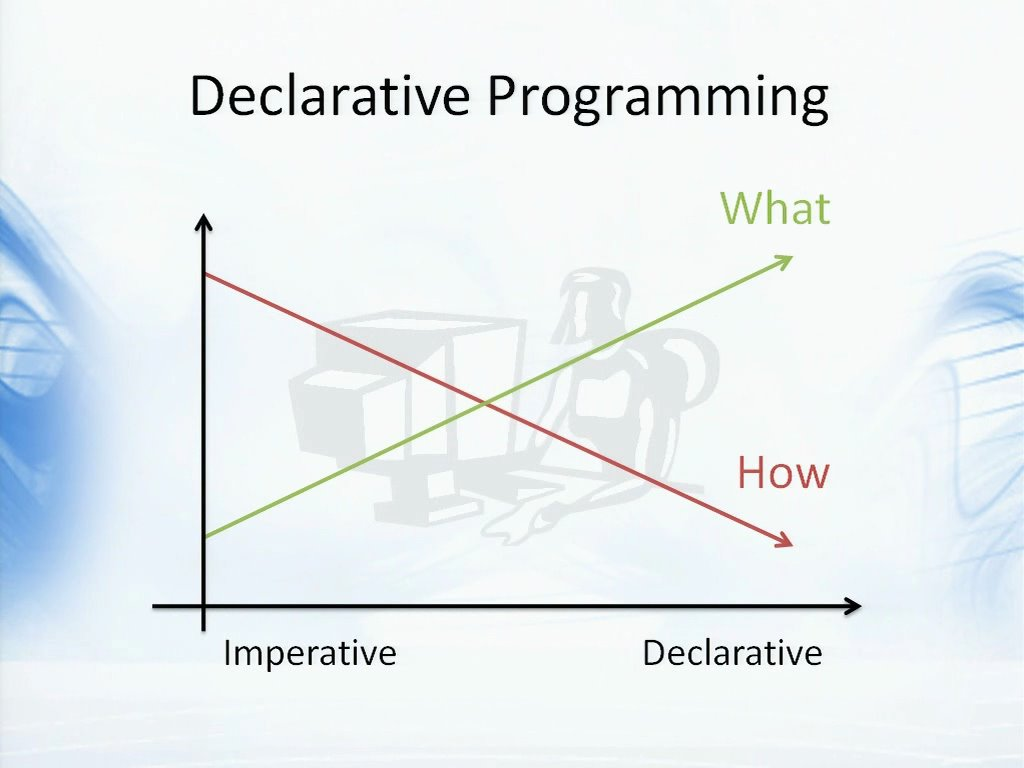 Declarative Programming
What
How
Imperative
Declarative